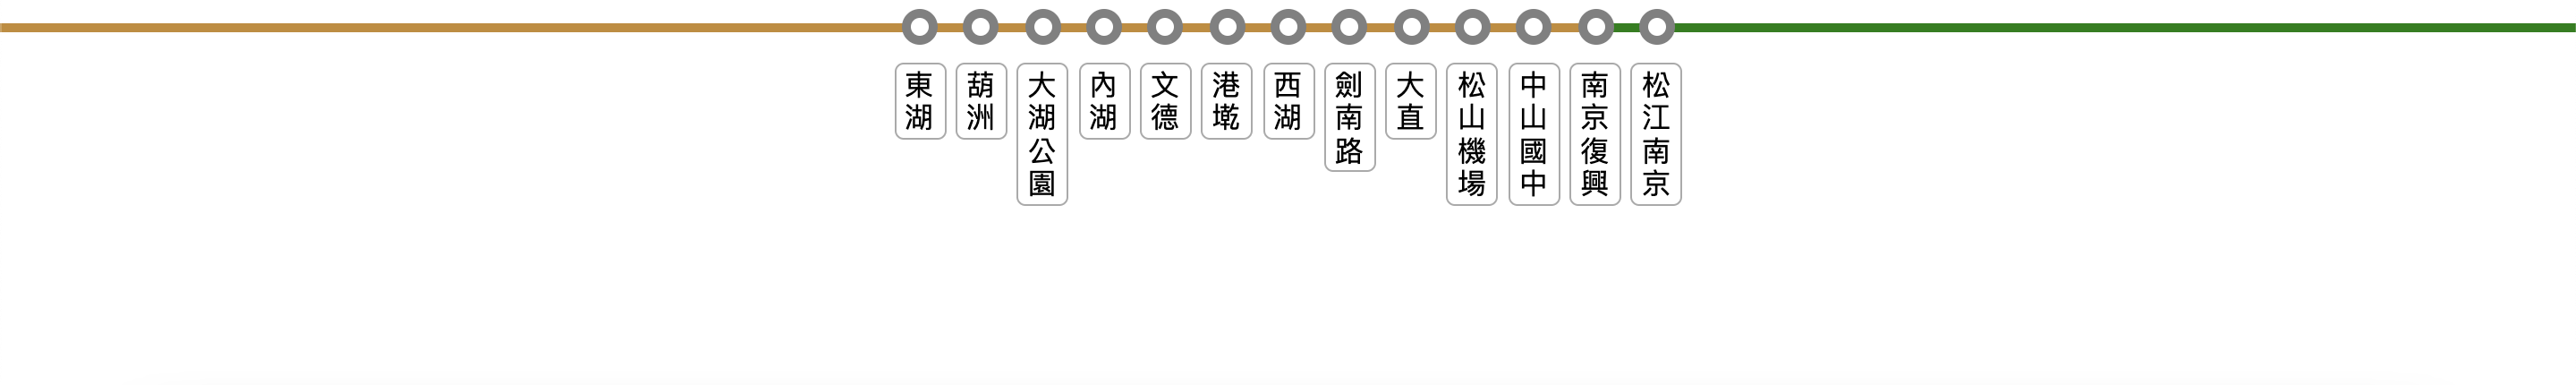 東湖
葫洲
大湖公園
內湖
文德
港墘
西湖
劍南路
大直
松山機場
中山國中
南京復興
松江南京